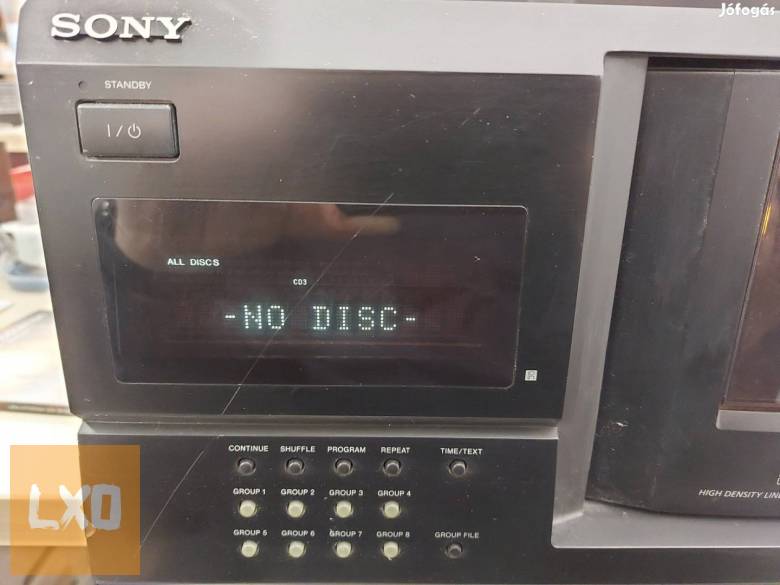 Jófogás
SONY
STANDBY
I/⏻
ALL DISCS
CD3
-NO DISC-
CONTINUE SHUFFLE PROGRAM REPEAT TIME/TEXT
GROUP 1 GROUP 2 GROUP 3 GROUP 4
GROUP 5 GROUP 6 GROUP 7 GROUP 8 GROUP FILE
HIGH DENSITY
LXO